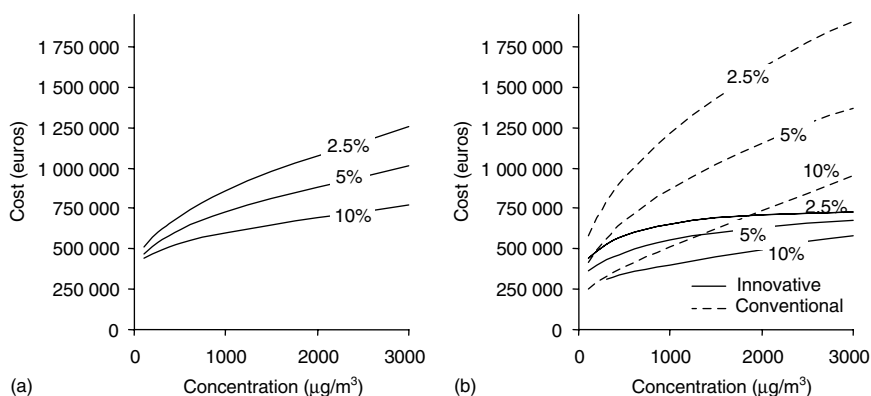 1 750 000
1 500 000
1 250 000
1 000 000
750 000
500 000
250 000
0
Cost (euros)
2.5%
5%
10%
0
1000
2000
3000
(a)
Concentration (μg/m³)
1 750 000
1 500 000
1 250 000
1 000 000
750 000
500 000
250 000
0
Cost (euros)
2.5%
5%
10%
2.5%
5%
10%
Innovative
Conventional
0
1000
2000
3000
(b)
Concentration (μg/m³)